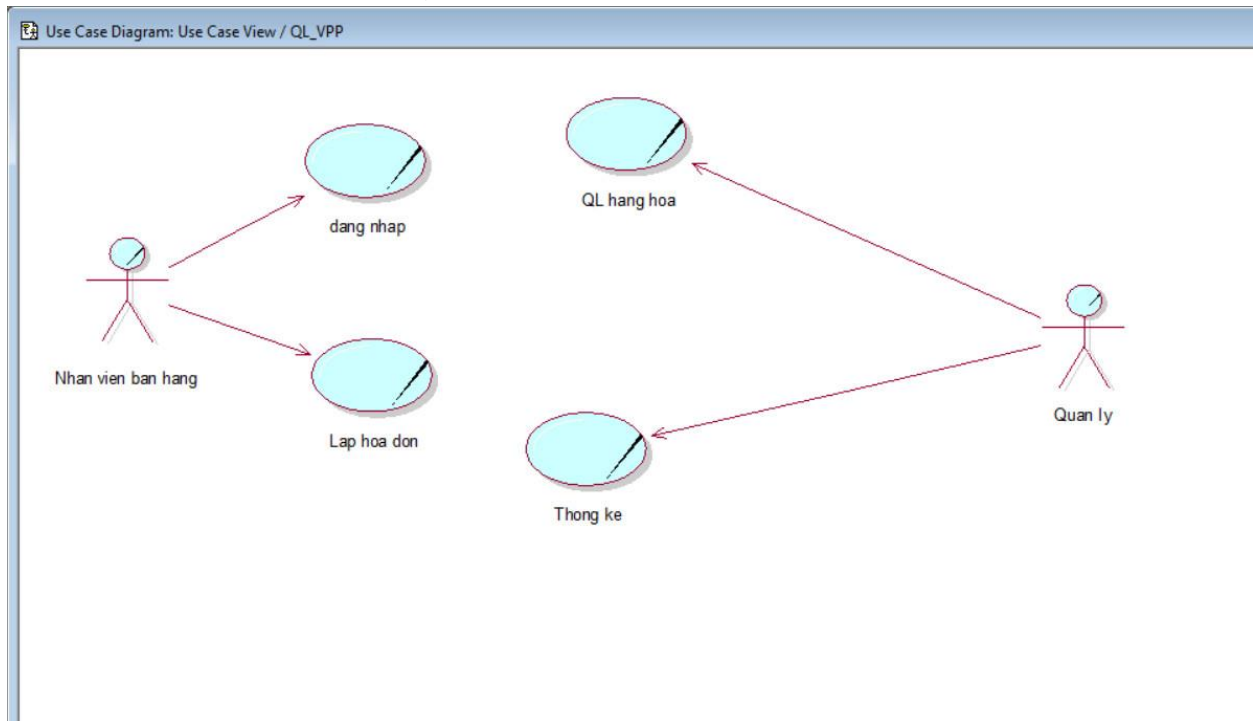 Use Case Diagram: Use Case View / QL_VPP
QL hang hoa
dang nhap
Nhan vien ban hang
Quan ly
Lap hoa don
Thong ke